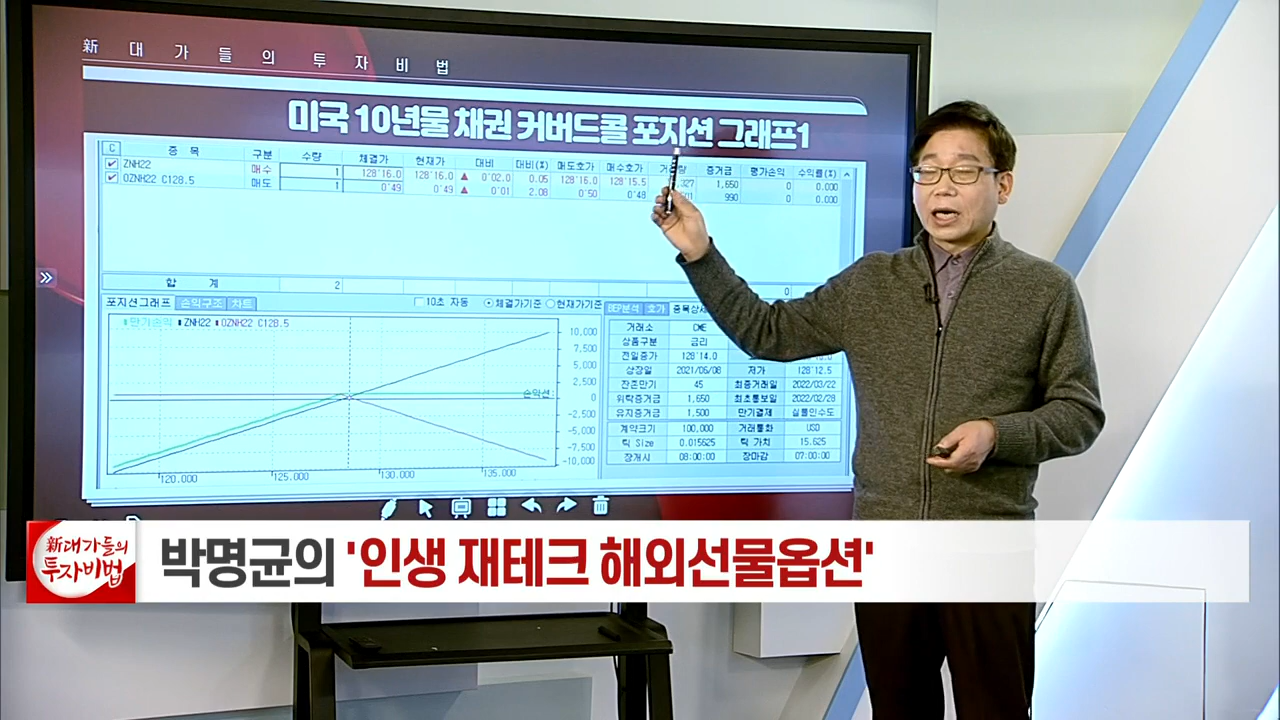 新 대 가 들 의 투 자 비 법
미국 10년물 채권 커버드콜 포지션 그래프1
C 종 목 구분 수량 체결가 현재가 대비 대비(%) 매도호가 매수호가 증거금 평가손익 수익률(%)
ZNH22 매수 1 128'16.0 128'16.0 ▲ 0'02.0 0.05 128'16.0 128'15.5 327 1,650 0 0.000
OZNH22 C128.5 매도 1 0'49 0'49 ▲ 0'01 2.08 0'50 0'48 990 0 0.000
합 계 2 0
포지션그래프 손익구조 차트 10초 자동 체결가기준 현재가기준
BEP분석 호가 종목상세
만기손익 ZNH22 OZNH22 C128.5
10,000
7,500
5,000
2,500
0
-2,500
-5,000
-7,500
-10,000
손익선
120.000 125.000 130.000 135.000
거래소 CME
상품구분 금리
전일종가 128'14.0
상장일 2021/06/08 저가 128'12.5
잔존만기 45 최종거래일 2022/03/22
위탁증거금 1,650 최초통보일 2022/02/28
유지증거금 1,500 만기결제 실물인수도
계약크기 100,000 거래통화 USD
틱 Size 0.015625 틱 가치 15.625
장개시 08:00:00 장마감 07:00:00
新대가들의
투자비법
박명균의 '인생 재테크 해외선물옵션'